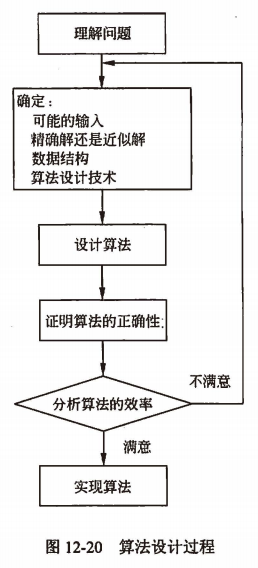 理解问题
确定：
可能的输入
精确解还是近似解
数据结构
算法设计技术
设计算法
证明算法的正确性
分析算法的效率
不满意
满意
实现算法
图 12-20 算法设计过程